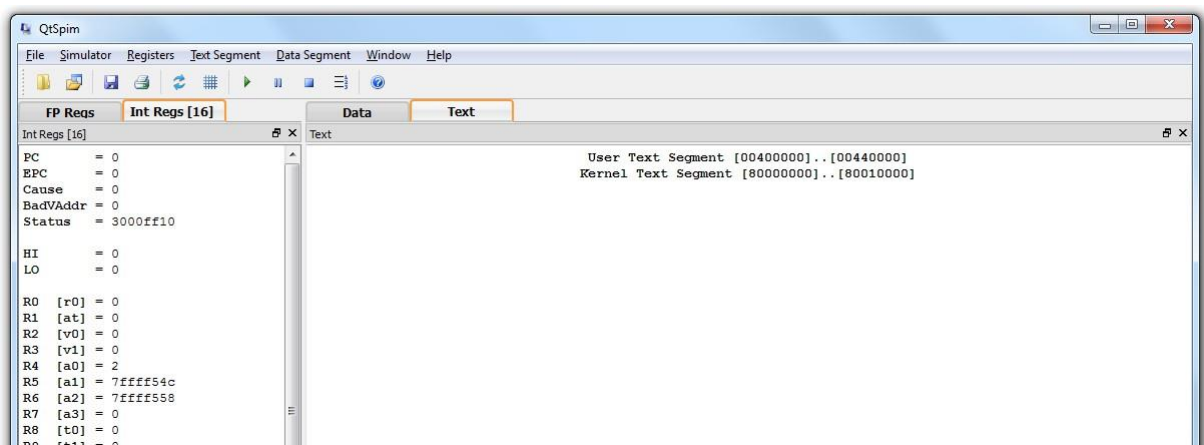 QtSpim
File Simulator Registers Text Segment Data Segment Window Help
FP Regs Int Regs [16] Data Text
Int Regs [16] Text
PC = 0
EPC = 0
Cause = 0
BadVAddr = 0
Status = 3000ff10
HI = 0
LO = 0
R0 [r0] = 0
R1 [at] = 0
R2 [v0] = 0
R3 [v1] = 0
R4 [a0] = 2
R5 [a1] = 7ffff54c
R6 [a2] = 7ffff558
R7 [a3] = 0
R8 [t0] = 0
R9 [t1] = 0
User Text Segment [00400000]..[00440000]
Kernel Text Segment [80000000]..[80010000]